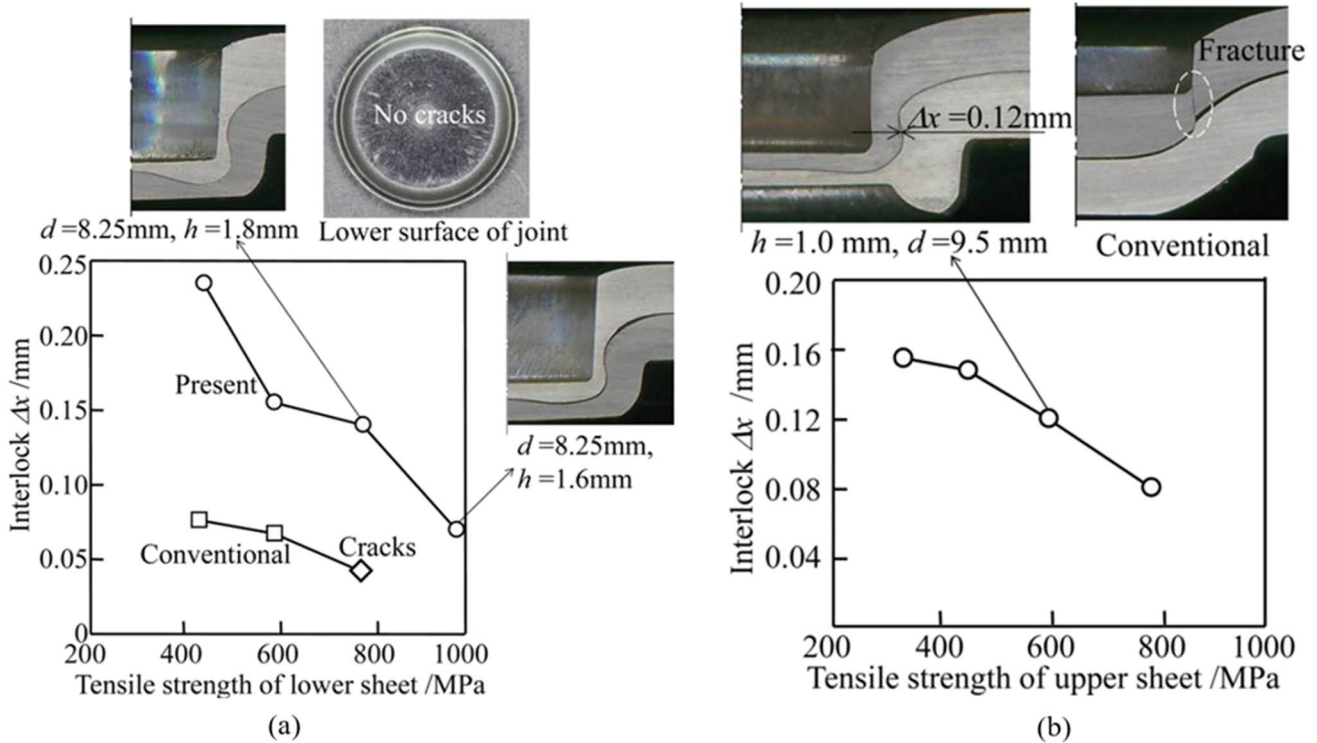 No cracks
d =8.25mm, h =1.8mm
Lower surface of joint
0.25
0.20
0.15
0.10
0.05
0
Interlock Δx /mm
Present
Conventional
Cracks
d =8.25mm,
h =1.6mm
200 400 600 800 1000
Tensile strength of lower sheet /MPa
(a)
Δx =0.12mm
Fracture
h =1.0 mm, d =9.5 mm
Conventional
0.20
0.16
0.12
0.08
0.04
Interlock Δx /mm
200 400 600 800 1000
Tensile strength of upper sheet /MPa
(b)